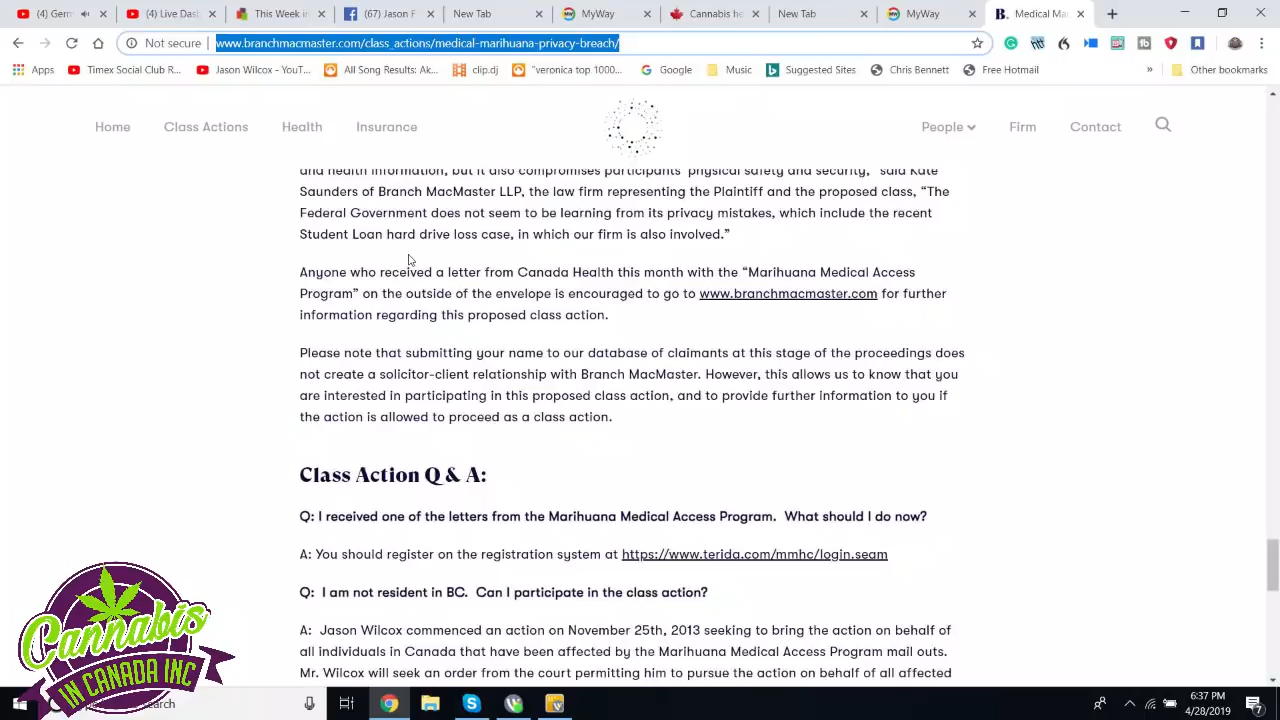 (67) Germ
(4) Live Das
This Week in
(67) Jason F
New Tab
MyWay
Cannabis he
New Tab
MyWay
B. Medical Mar
Not secure | www.branchmacmaster.com/class_actions/medical-marihuana-privacy-breach/
Apps
Timex Social Club R...
Jason Wilcox - YouT...
All Song Results: Ak...
clip.dj
"veronica top 1000...
Google
Music
Suggested Sites
Chris Bennett
Free Hotmail
»
Other bookmarks
Home
Class Actions
Health
Insurance
People
Firm
Contact
and health information, but it also compromises participants' physical safety and security," said Kate
Saunders of Branch MacMaster LLP, the law firm representing the Plaintiff and the proposed class, “The
Federal Government does not seem to be learning from its privacy mistakes, which include the recent
Student Loan hard drive loss case, in which our firm is also involved.”
Anyone who received a letter from Canada Health this month with the “Marihuana Medical Access
Program” on the outside of the envelope is encouraged to go to www.branchmacmaster.com for further
information regarding this proposed class action.
Please note that submitting your name to our database of claimants at this stage of the proceedings does
not create a solicitor-client relationship with Branch MacMaster. However, this allows us to know that you
are interested in participating in this proposed class action, and to provide further information to you if
the action is allowed to proceed as a class action.
Class Action Q & A:
Q: I received one of the letters from the Marihuana Medical Access Program. What should I do now?
A: You should register on the registration system at https://www.terida.com/mmhc/login.seam
Q: I am not resident in BC. Can I participate in the class action?
A: Jason Wilcox commenced an action on November 25th, 2013 seeking to bring the action on behalf of
all individuals in Canada that have been affected by the Marihuana Medical Access Program mail outs.
Mr. Wilcox will seek an order from the court permitting him to pursue the action on behalf of all affected
Cannabis
IN CANADA INC
6:37 PM
4/28/2019
7